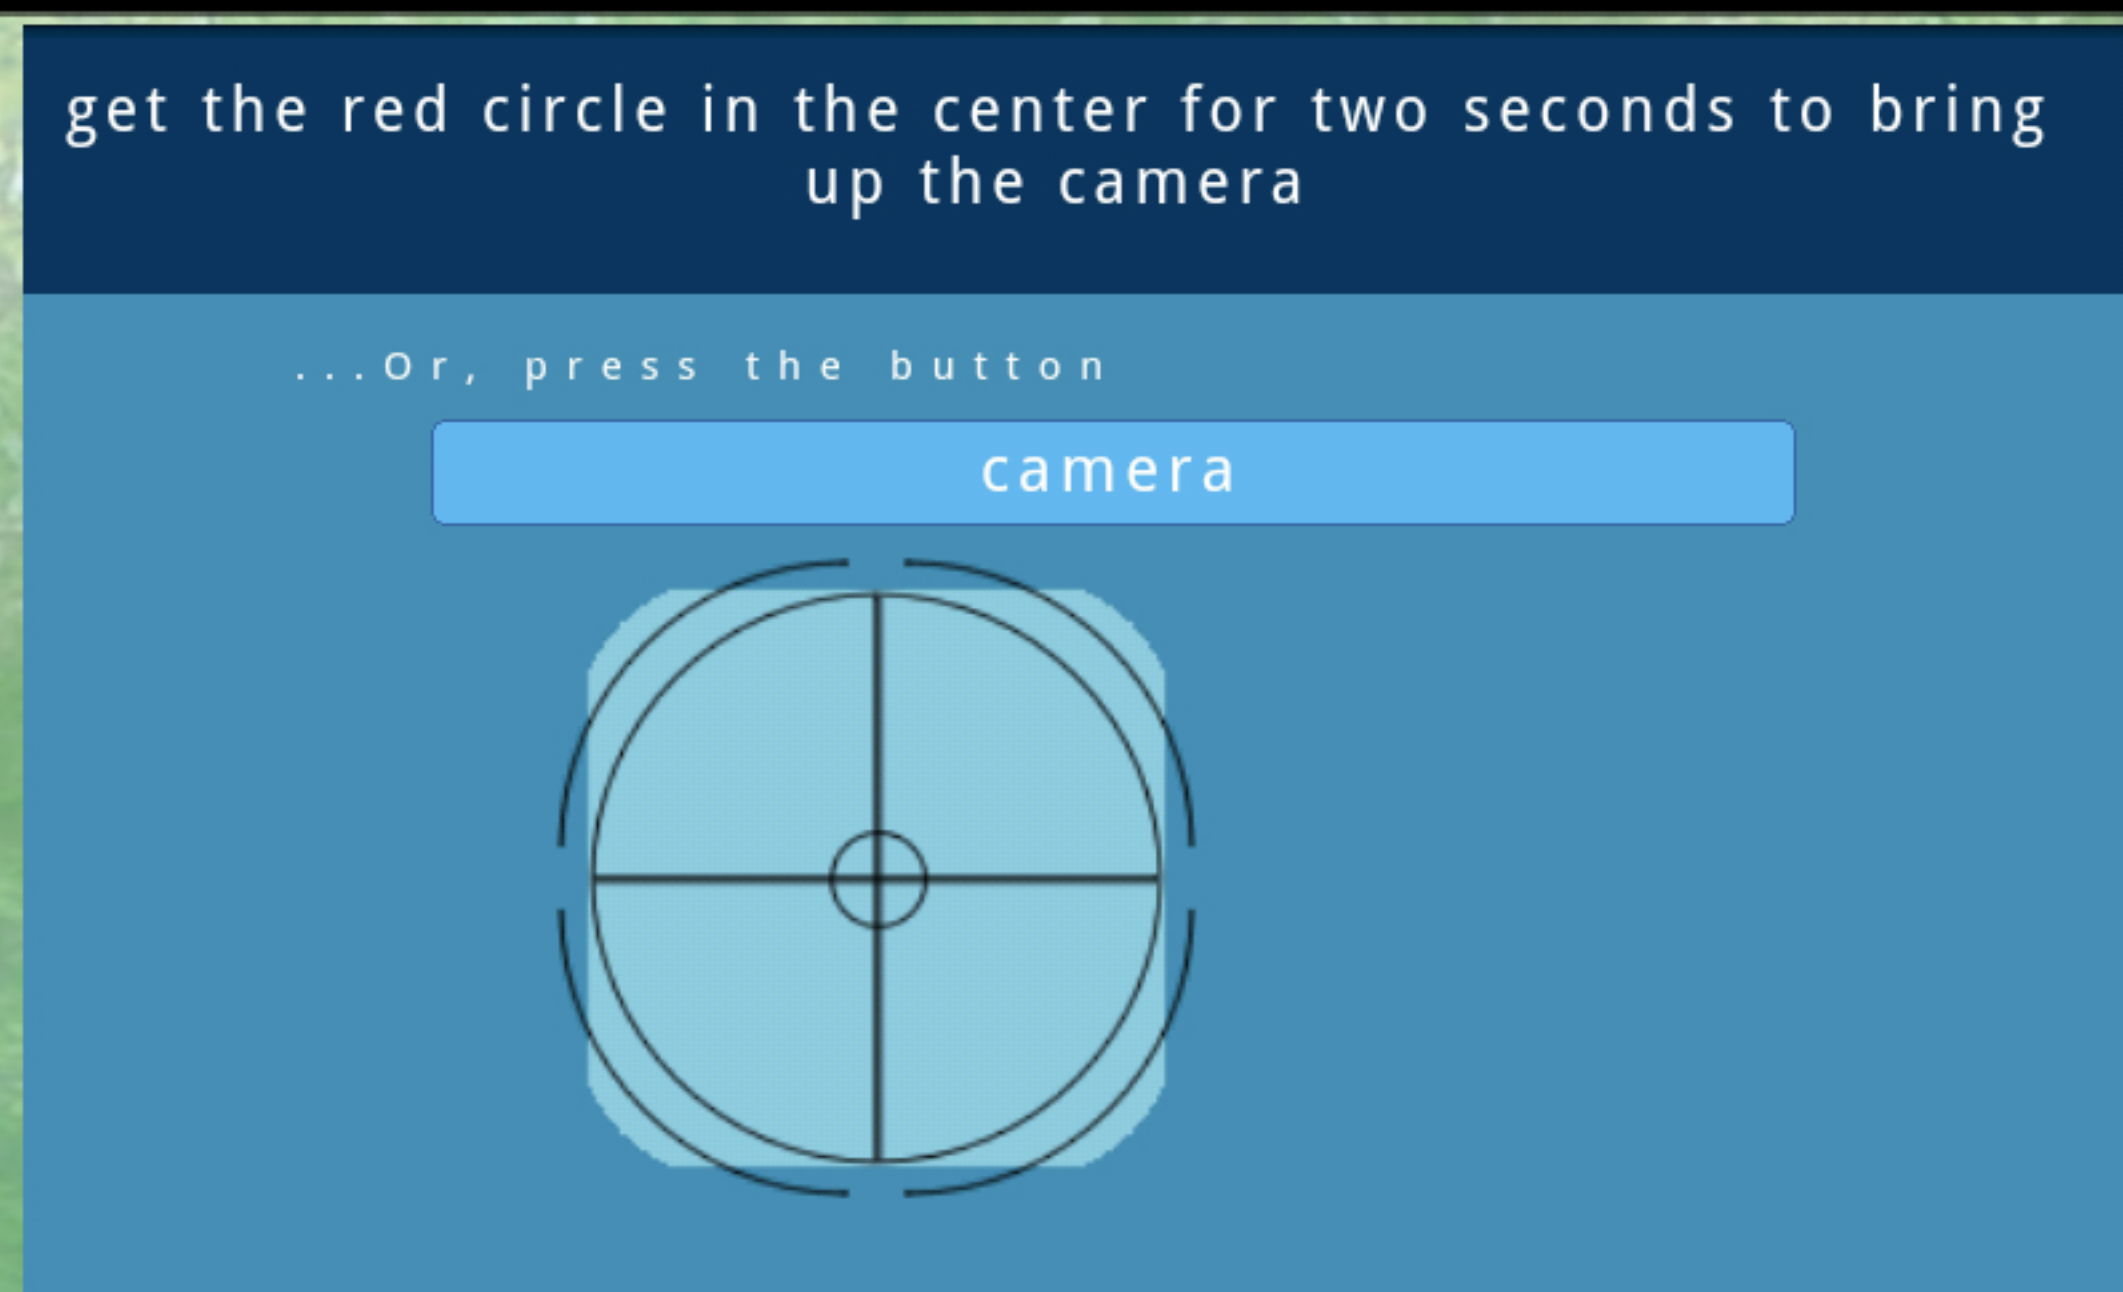 get the red circle in the center for two seconds to bring
up the camera
...Or, press the button
camera